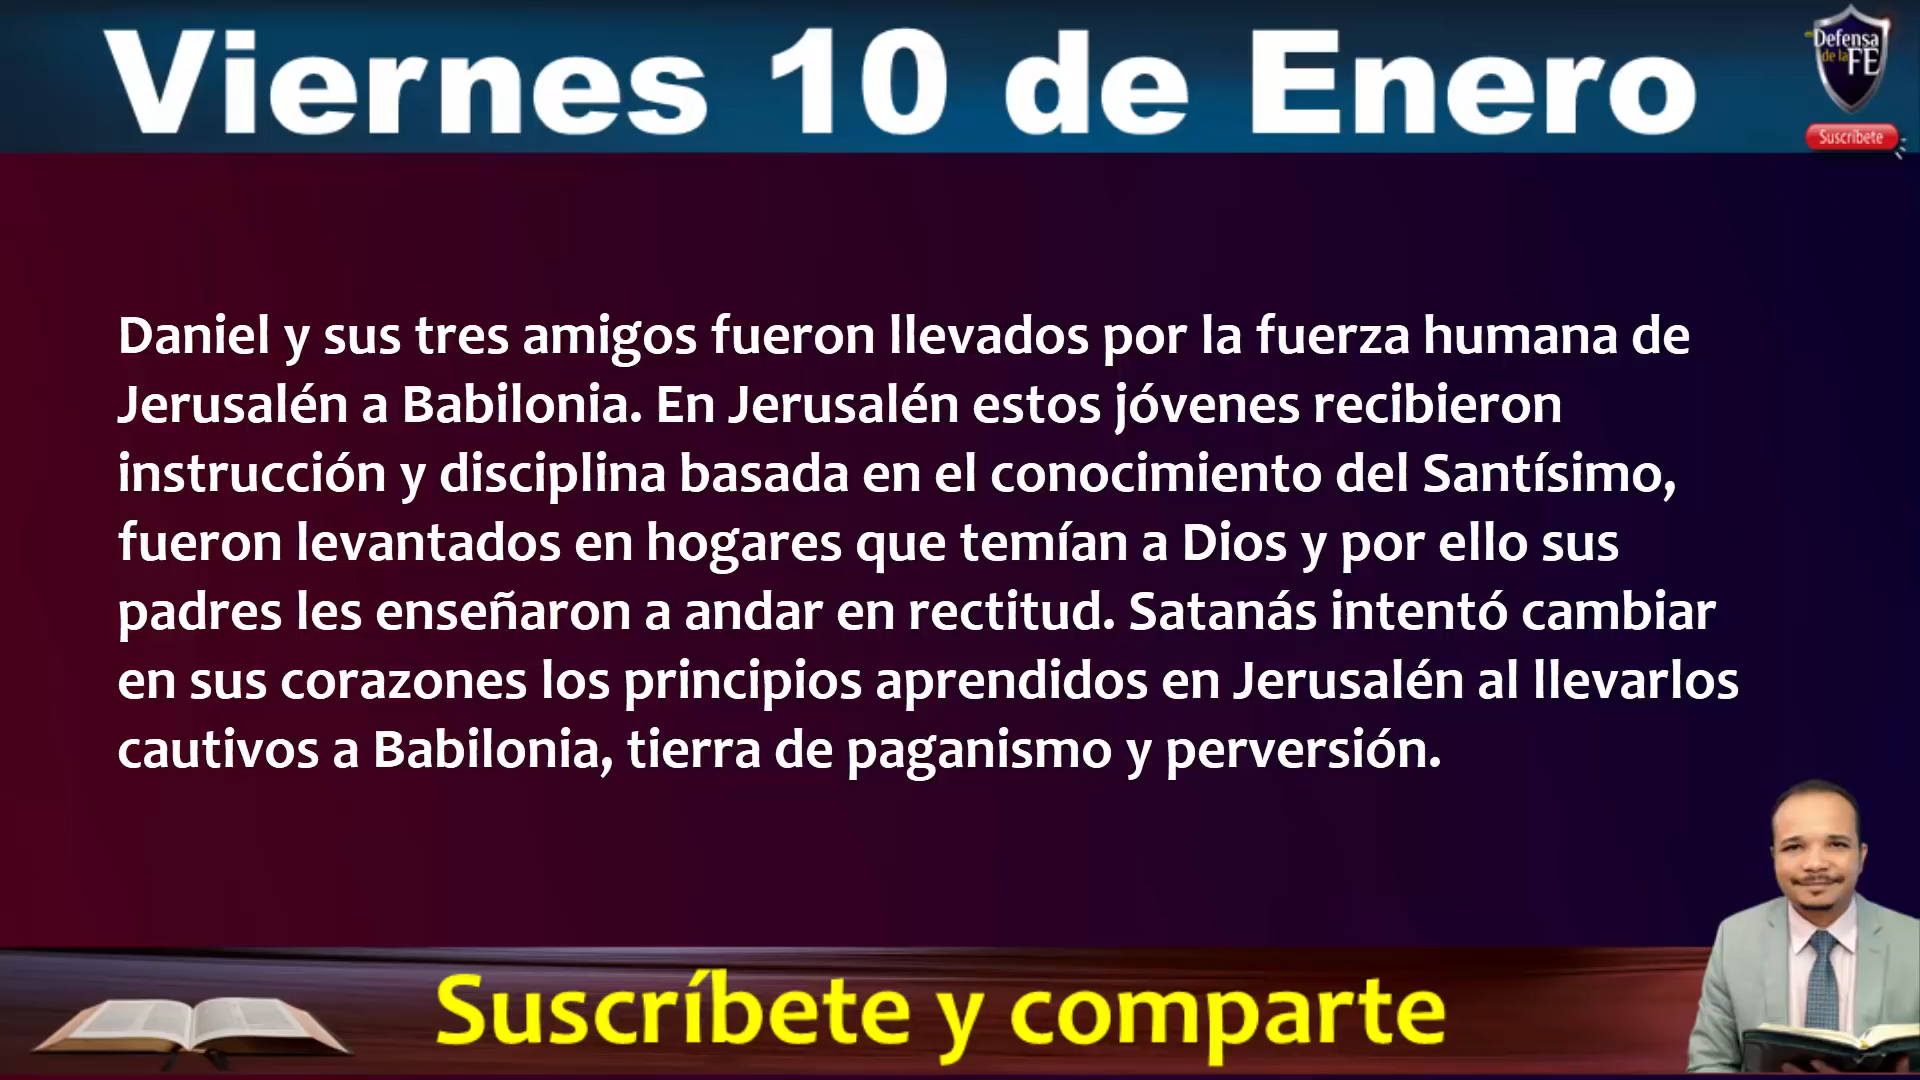 Viernes 10 de Enero
Defensa
de la FE
Suscríbete
Daniel y sus tres amigos fueron llevados por la fuerza humana de
Jerusalén a Babilonia. En Jerusalén estos jóvenes recibieron
instrucción y disciplina basada en el conocimiento del Santísimo,
fueron levantados en hogares que temían a Dios y por ello sus
padres les enseñaron a andar en rectitud. Satanás intentó cambiar
en sus corazones los principios aprendidos en Jerusalén al llevarlos
cautivos a Babilonia, tierra de paganismo y perversión.
Suscríbete y comparte